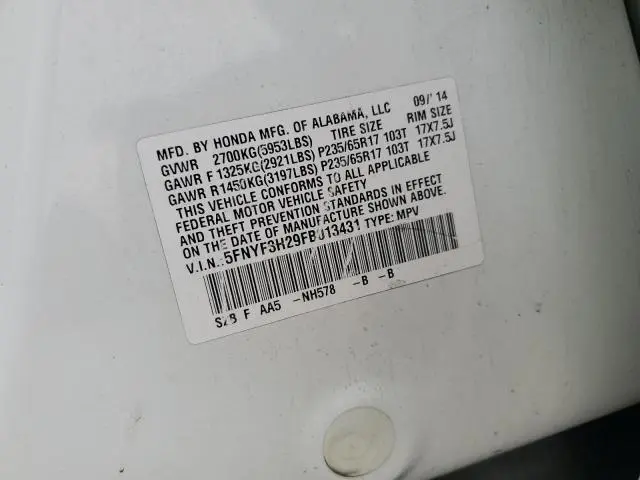 MFD. BY HONDA MFG. OF ALABAMA, LLC 09/'14
GVWR 2700KG(5953LBS) TIRE SIZE RIM SIZE
GAWR F 1325KG(2921LBS) P235/65R17 103T 17X7.5J
GAWR R 1450KG(3197LBS) P235/65R17 103T 17X7.5J
THIS VEHICLE CONFORMS TO ALL APPLICABLE
FEDERAL MOTOR VEHICLE SAFETY
AND THEFT PREVENTION STANDARDS IN EFFECT
ON THE DATE OF MANUFACTURE SHOWN ABOVE.
V.I.N.: 5FNYF3H29FB013431 TYPE: MPV
F AA5 -NH578 -B -B